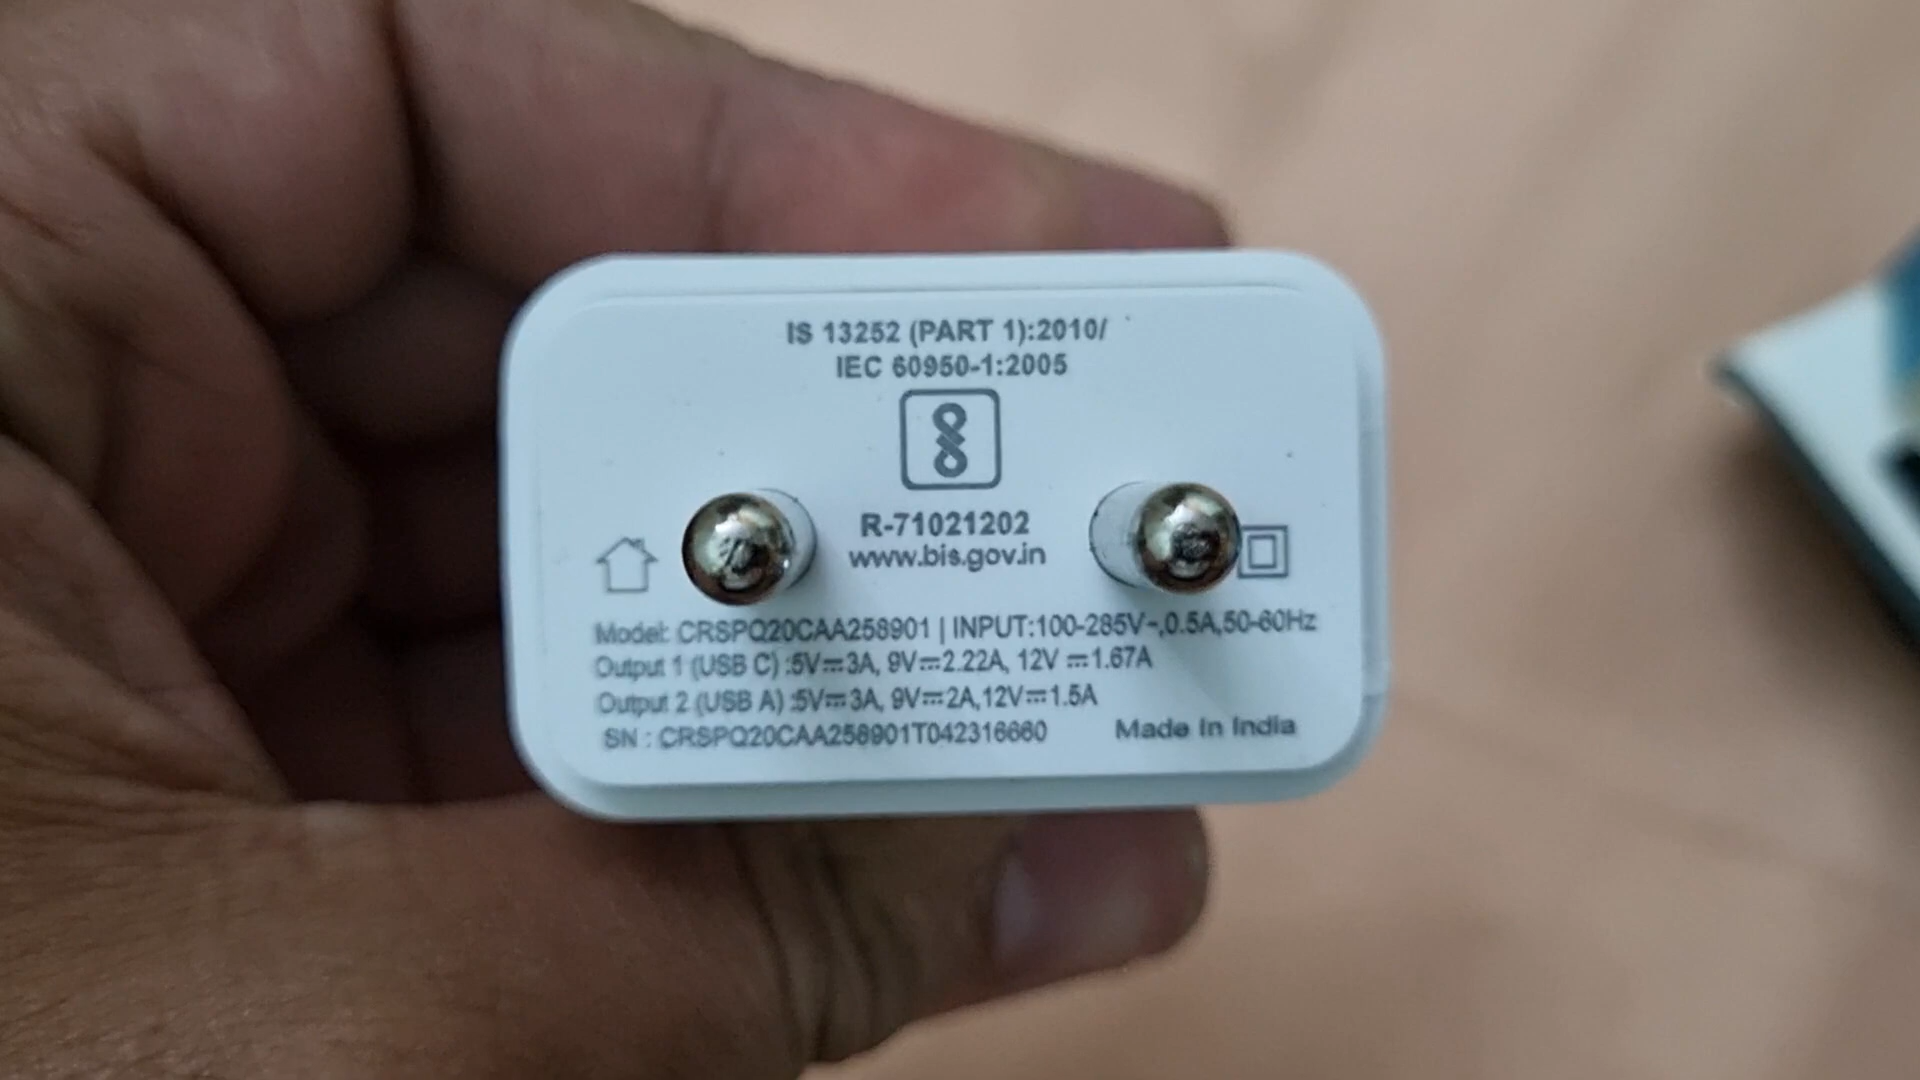 IS 13252 (PART 1):2010/
IEC 60950-1:2005
R-71021202
www.bis.gov.in
Model: CRSPQ20CAA258901 | INPUT:100-285V~,0.5A,50-60Hz
Output 1 (USB C) :5V⎓3A, 9V⎓2.22A, 12V ⎓1.67A
Output 2 (USB A) :5V⎓3A, 9V⎓2A,12V⎓1.5A
SN : CRSPQ20CAA258901T042316660 Made In India